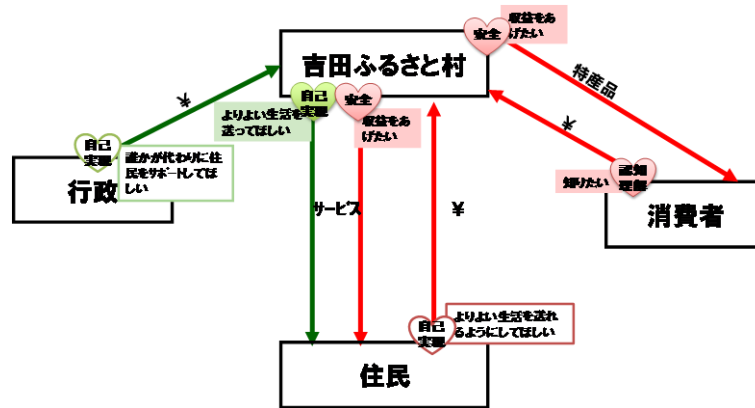 収益をあ
げたい
安全
吉田ふるさと村
特産品
¥
自己
実現
安全
よりよい生活を
送ってほしい
収益をあ
げたい
¥
自己
実現
誰かが代わりに住
民をサポートしてほ
しい
行政
認知
理解
知りたい
消費者
サービス
¥
よりよい生活を送れ
るようにしてほしい
自己
実現
住民